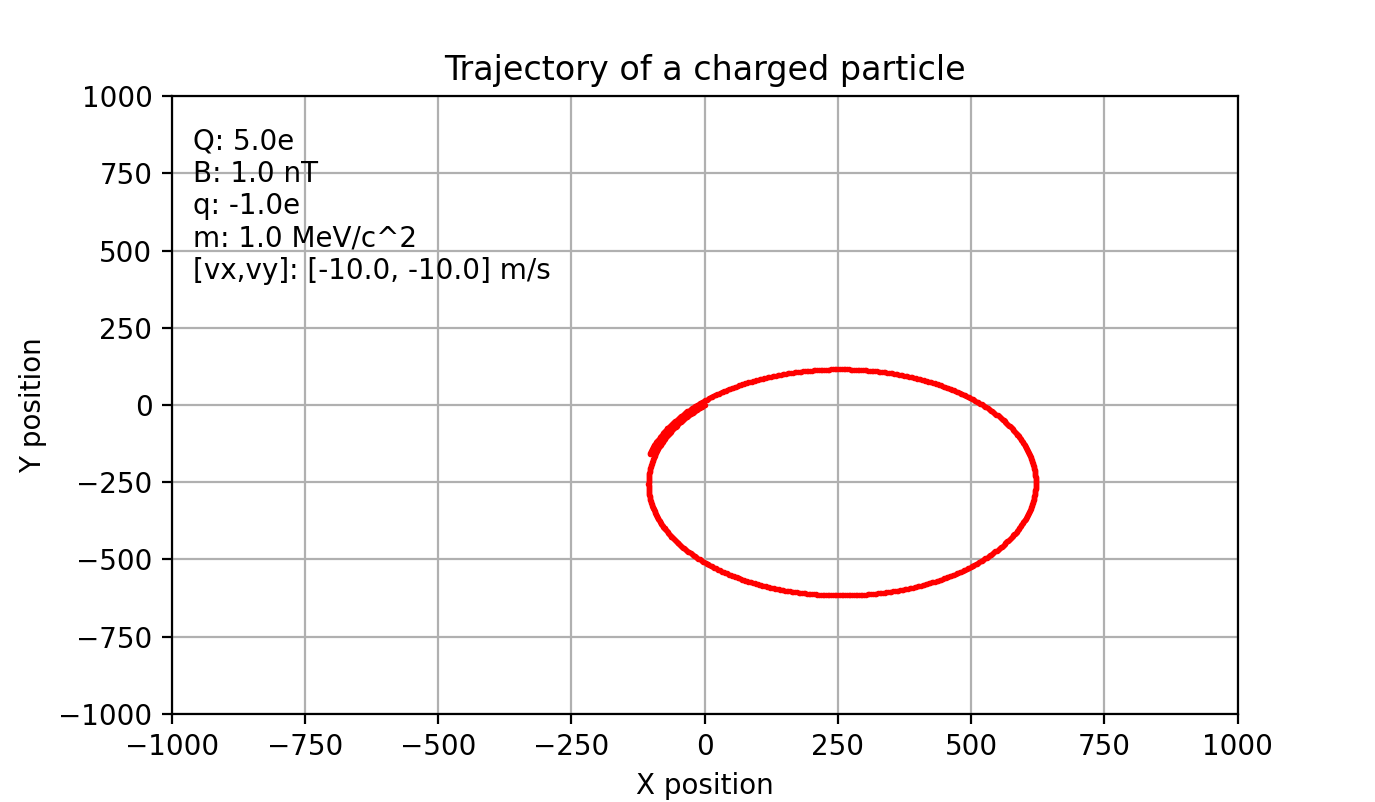 Trajectory of a charged particle
Q: 5.0e
B: 1.0 nT
q: -1.0e
m: 1.0 MeV/c^2
[vx,vy]: [-10.0, -10.0] m/s
Y position
1000
750
500
250
0
−250
−500
−750
−1000
−1000 −750 −500 −250 0 250 500 750 1000
X position